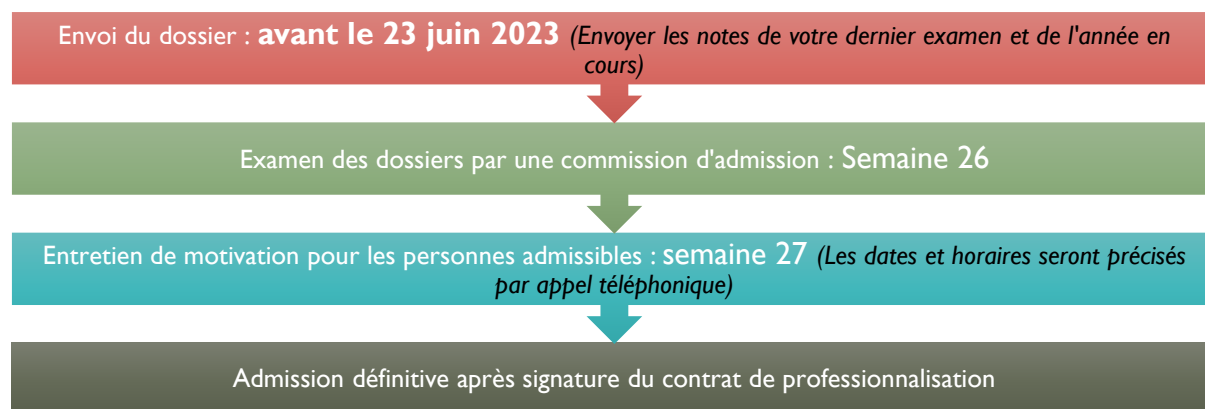 Envoi du dossier : avant le 23 juin 2023 (Envoyer les notes de votre dernier examen et de l'année en
cours)
Examen des dossiers par une commission d'admission : Semaine 26
Entretien de motivation pour les personnes admissibles : semaine 27 (Les dates et horaires seront précisés
par appel téléphonique)
Admission définitive après signature du contrat de professionnalisation